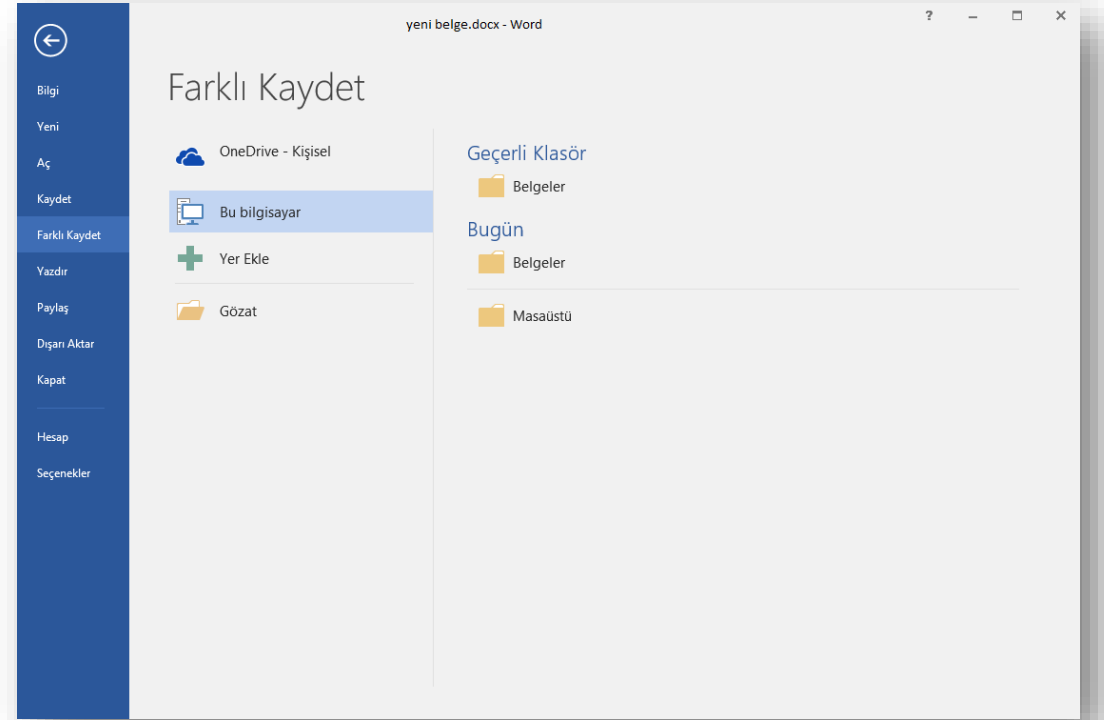 yeni belge.docx - Word
?
Bilgi
Yeni
Aç
Kaydet
Farklı Kaydet
Yazdır
Paylaş
Dışarı Aktar
Kapat
Hesap
Seçenekler
Farklı Kaydet
OneDrive - Kişisel
Bu bilgisayar
Yer Ekle
Gözat
Geçerli Klasör
Belgeler
Bugün
Belgeler
Masaüstü